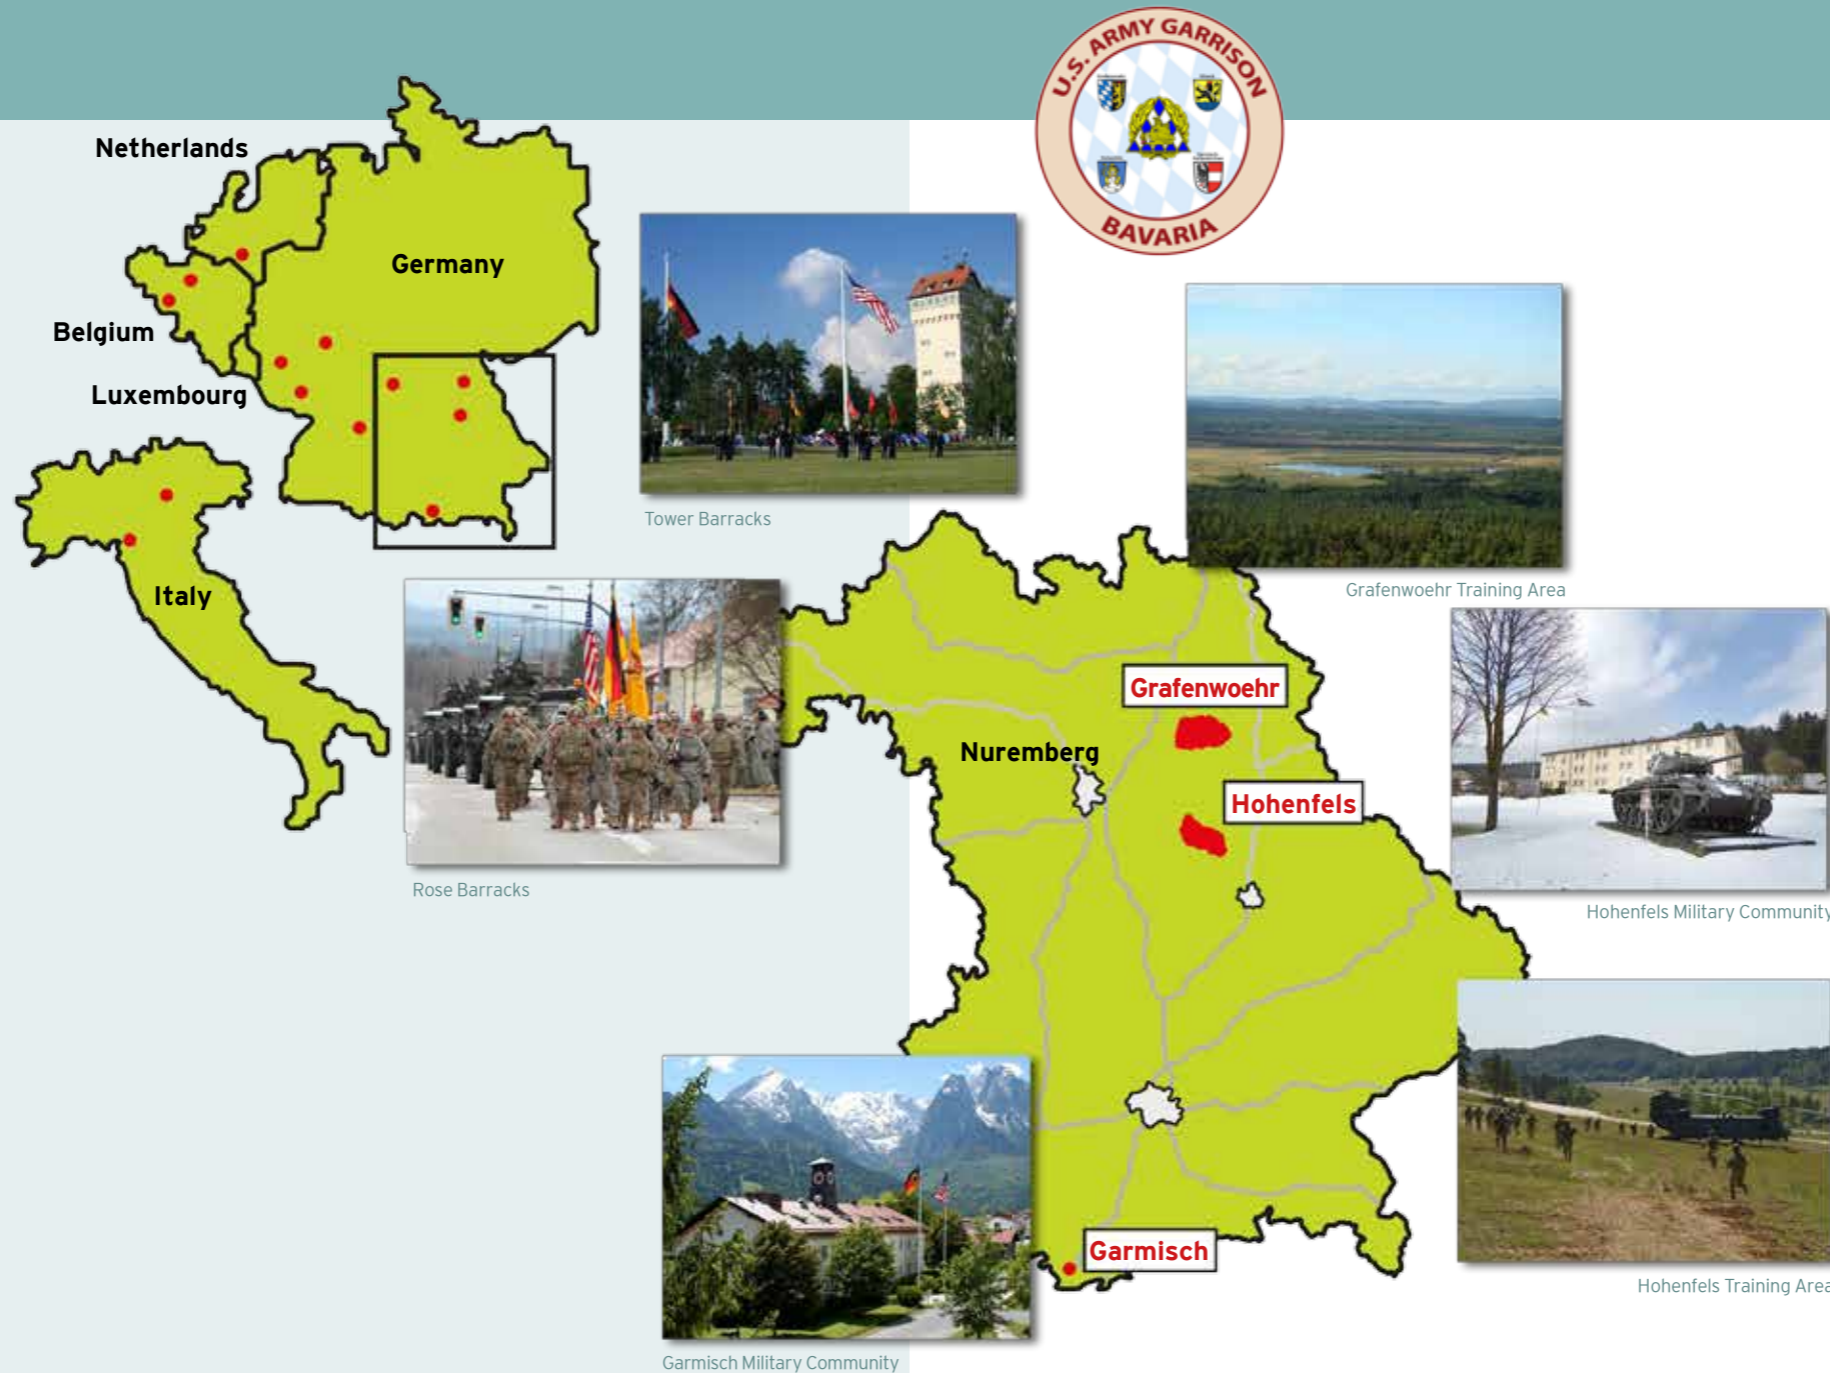 U.S. ARMY GARRISON
BAVARIA
Netherlands
Germany
Belgium
Luxembourg
Italy
Tower Barracks
Grafenwoehr Training Area
Rose Barracks
Grafenwoehr
Nuremberg
Hohenfels
Hohenfels Military Community
Hohenfels Training Area
Garmisch
Garmisch Military Community